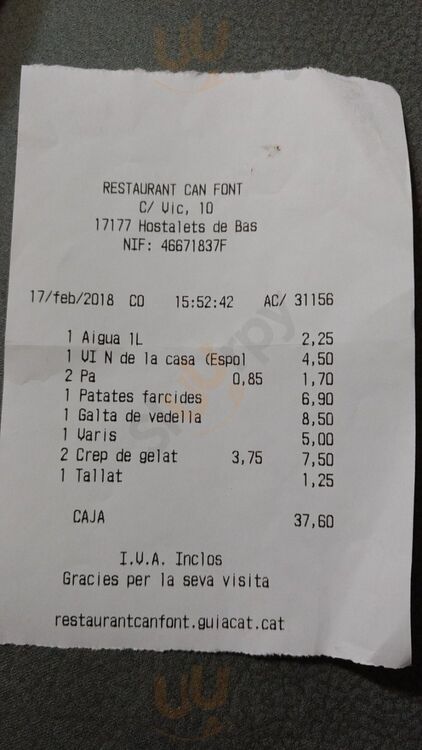 RESTAURANT CAN FONT
C/ Vic, 10
17177 Hostalets de Bas
NIF: 46671837F
17/feb/2018 CO 15:52:42 AC/ 31156
1 Aigua 1L 2,25
1 VI N de la casa (Espol 4,50
2 Pa 0,85 1,70
1 Patates farcides 6,90
1 Galta de vedella 8,50
1 Varis 5,00
2 Crep de gelat 3,75 7,50
1 Tallat 1,25
CAJA 37,60
I.V.A. Inclos
Gracies per la seva visita
restaurantcanfont.guiacat.cat